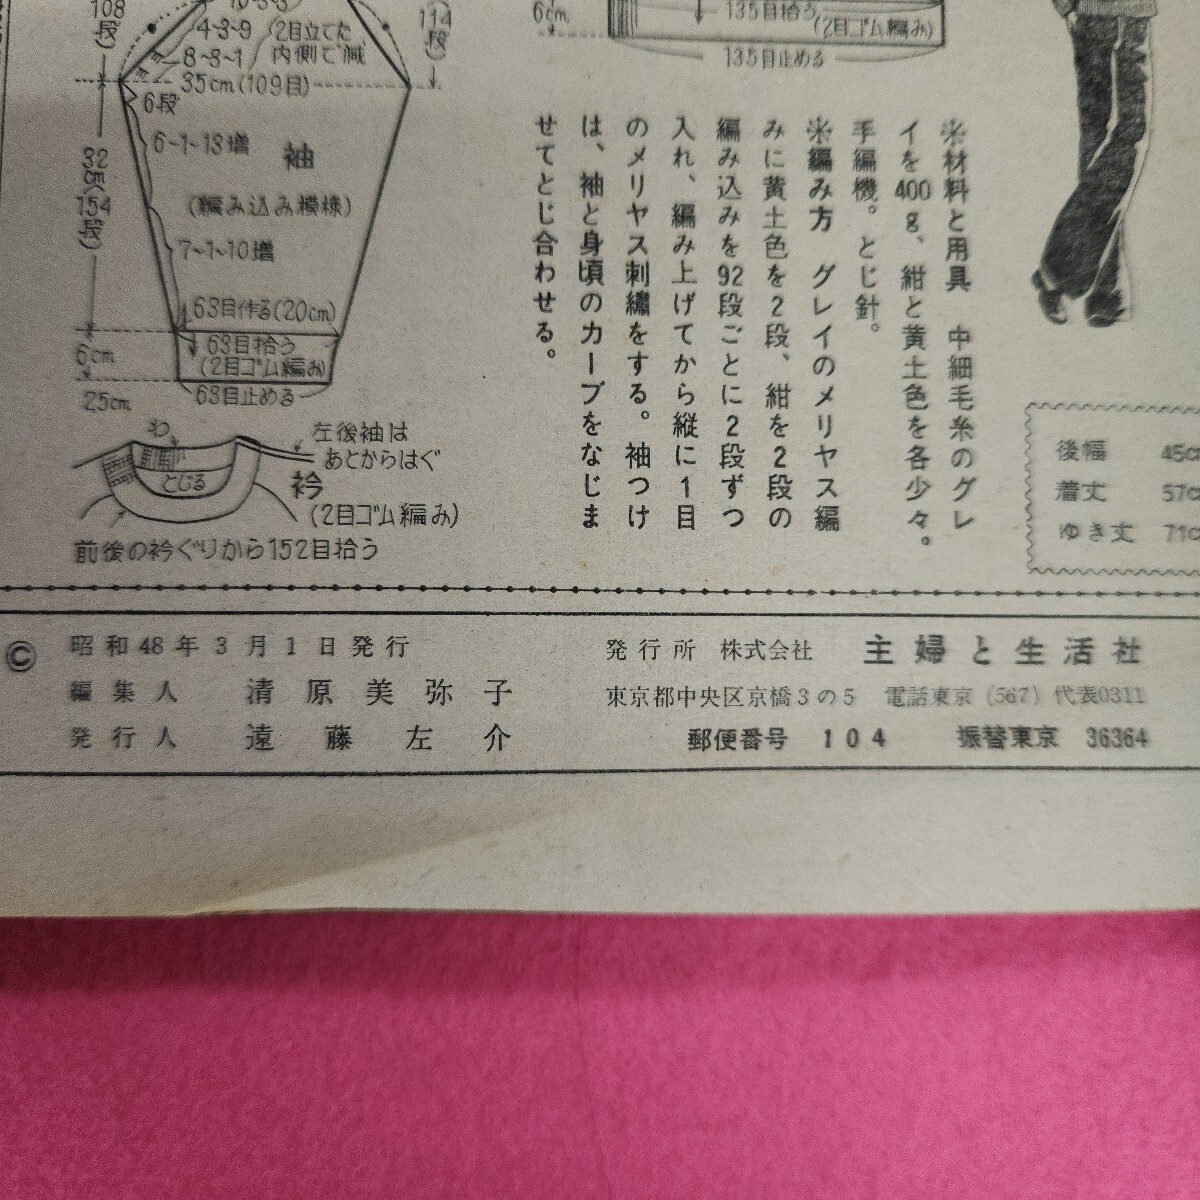 108
段)
10-3-3
4-3-9
8-3-1
(2目立てた
内側で減
114
段)
35cm(109目)
6段
6-1-13増
袖
(編み込み模様)
7-1-10増
32
cm
(154
段)
63目作る(20cm)
63目拾う
(2目ゴム編み)
63目止める
6cm
25cm
6cm
135目拾う
(2目ゴム編み)
135目止める
わ
左後袖は
あとからはぐ
とじる
衿
(2目ゴム編み)
前後の衿ぐりから152目拾う
※材料と用具 中細毛糸のグレ
イを400g、紺と黄土色を各少々。
手編機。とじ針。
※編み方 グレイのメリヤス編
みに黄土色を2段、紺を2段の
編み込みを92段ごとに2段ずつ
入れ、編み上げてから縦に1目
のメリヤス刺繡をする。袖つけ
は、袖と身頃のカーブをなじま
せてとじ合わせる。
後幅 45c
着丈 57c
ゆき丈 71c
© 昭和48年3月1日発行
編集人 清原美弥子
発行人 遠藤左介
発行所 株式会社 主婦と生活社
東京都中央区京橋3の5 電話東京(567)代表0311
郵便番号 104 振替東京 36364